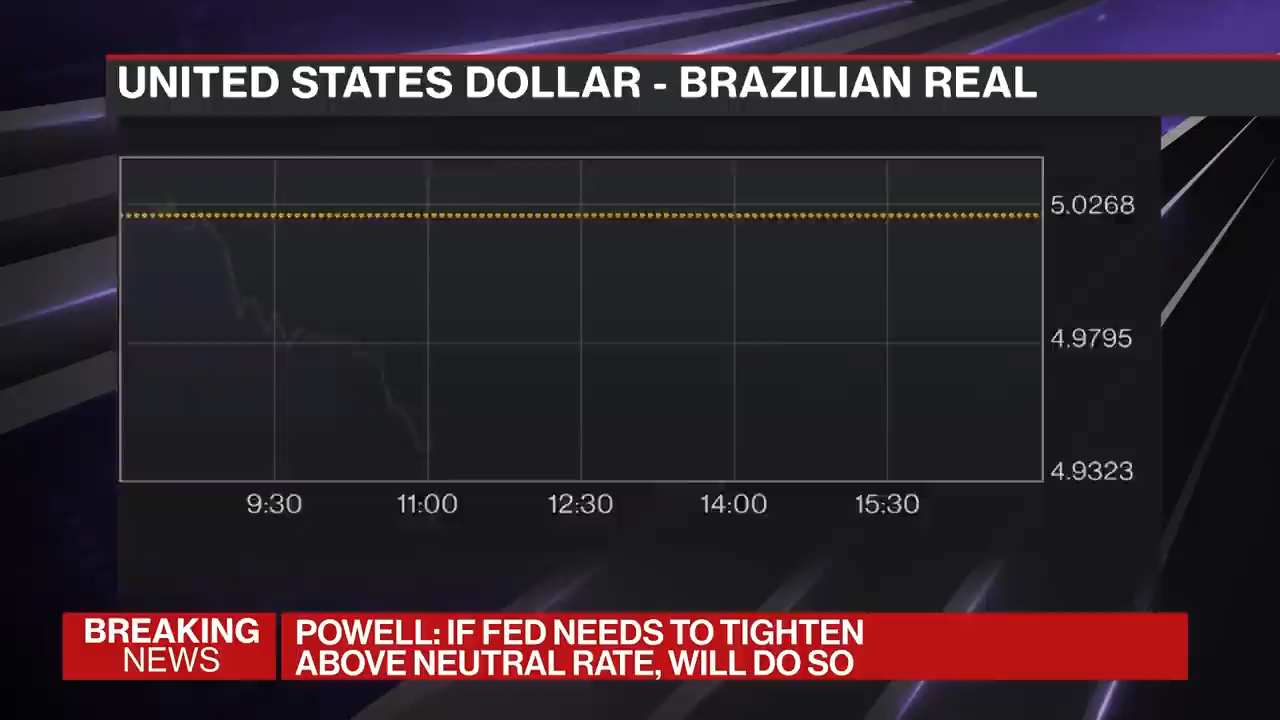 UNITED STATES DOLLAR - BRAZILIAN REAL
5.0268
4.9795
4.9323
9:30 11:00 12:30 14:00 15:30
BREAKING
NEWS
POWELL: IF FED NEEDS TO TIGHTEN
ABOVE NEUTRAL RATE, WILL DO SO